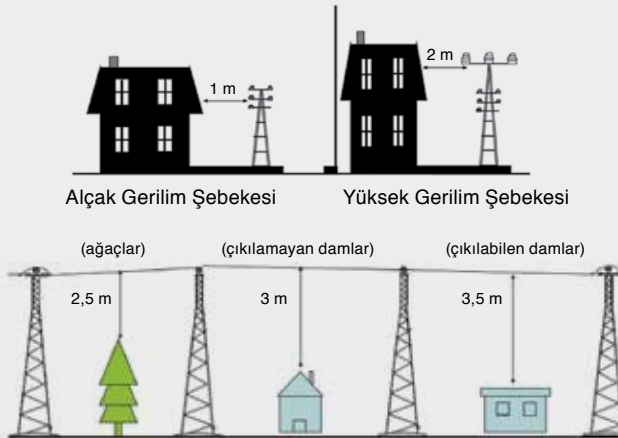 1 m
2 m
Alçak Gerilim Şebekesi
Yüksek Gerilim Şebekesi
(ağaçlar)
(çıkılamayan damlar)
(çıkılabilen damlar)
2,5 m
3 m
3,5 m